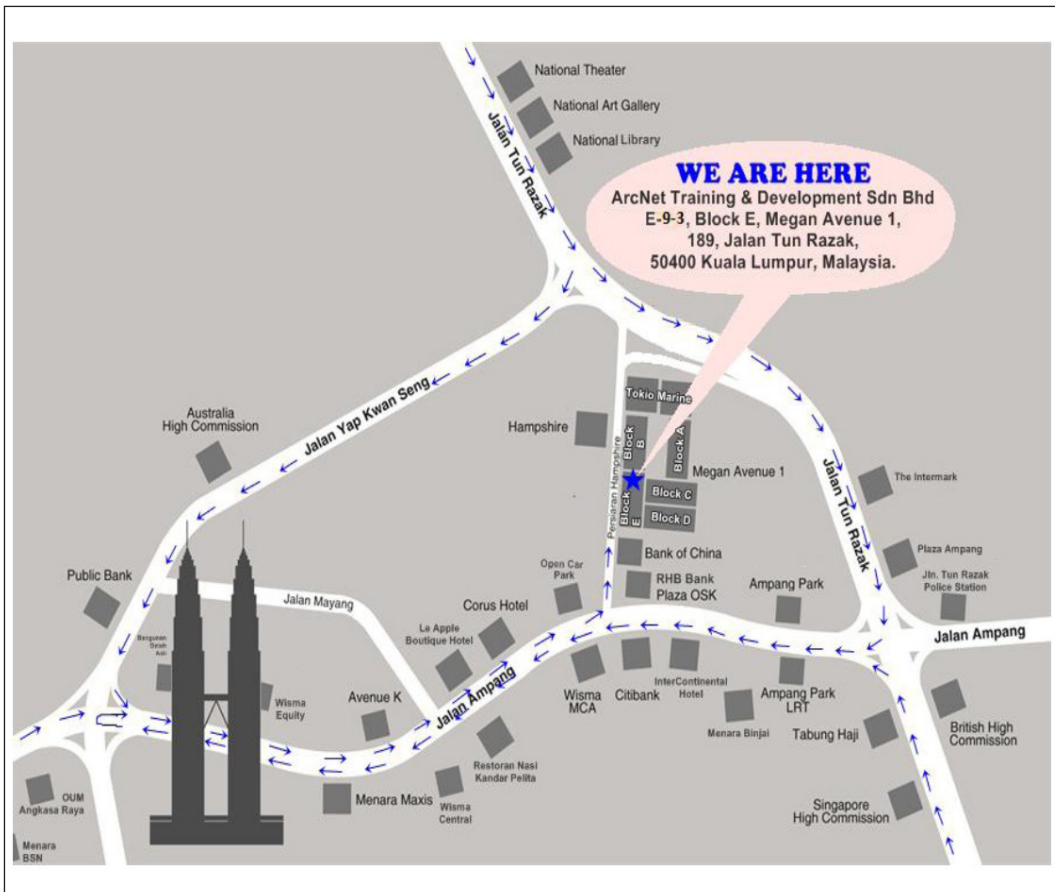 National Theater
National Art Gallery
National Library
Jalan Tun Razak
WE ARE HERE
ArcNet Training & Development Sdn Bhd
E-9-3, Block E, Megan Avenue 1,
189, Jalan Tun Razak,
50400 Kuala Lumpur, Malaysia.
Jalan Yap Kwan Seng
Australia
High Commission
Hampshire
Persiaran Hampshire
Tokio Marine
Block
B
Block A
Megan Avenue 1
Block C
Block
E
Block D
Jalan Tun Razak
The Intermark
Bank of China
Plaza Ampang
Open Car
Park
RHB Bank
Plaza OSK
Ampang Park
Jln. Tun Razak
Police Station
Public Bank
Jalan Mayang
Corus Hotel
Le Apple
Boutique Hotel
Jalan Ampang
Wisma
Equity
Avenue K
Jalan Ampang
Wisma
MCA
Citibank
InterContinental
Hotel
Ampang Park
LRT
Menara Binjai
Tabung Haji
British High
Commission
Restoran Nasi
Kandar Pelita
OUM
Angkasa Raya
Menara Maxis
Wisma
Central
Singapore
High Commission
Menara
BSN